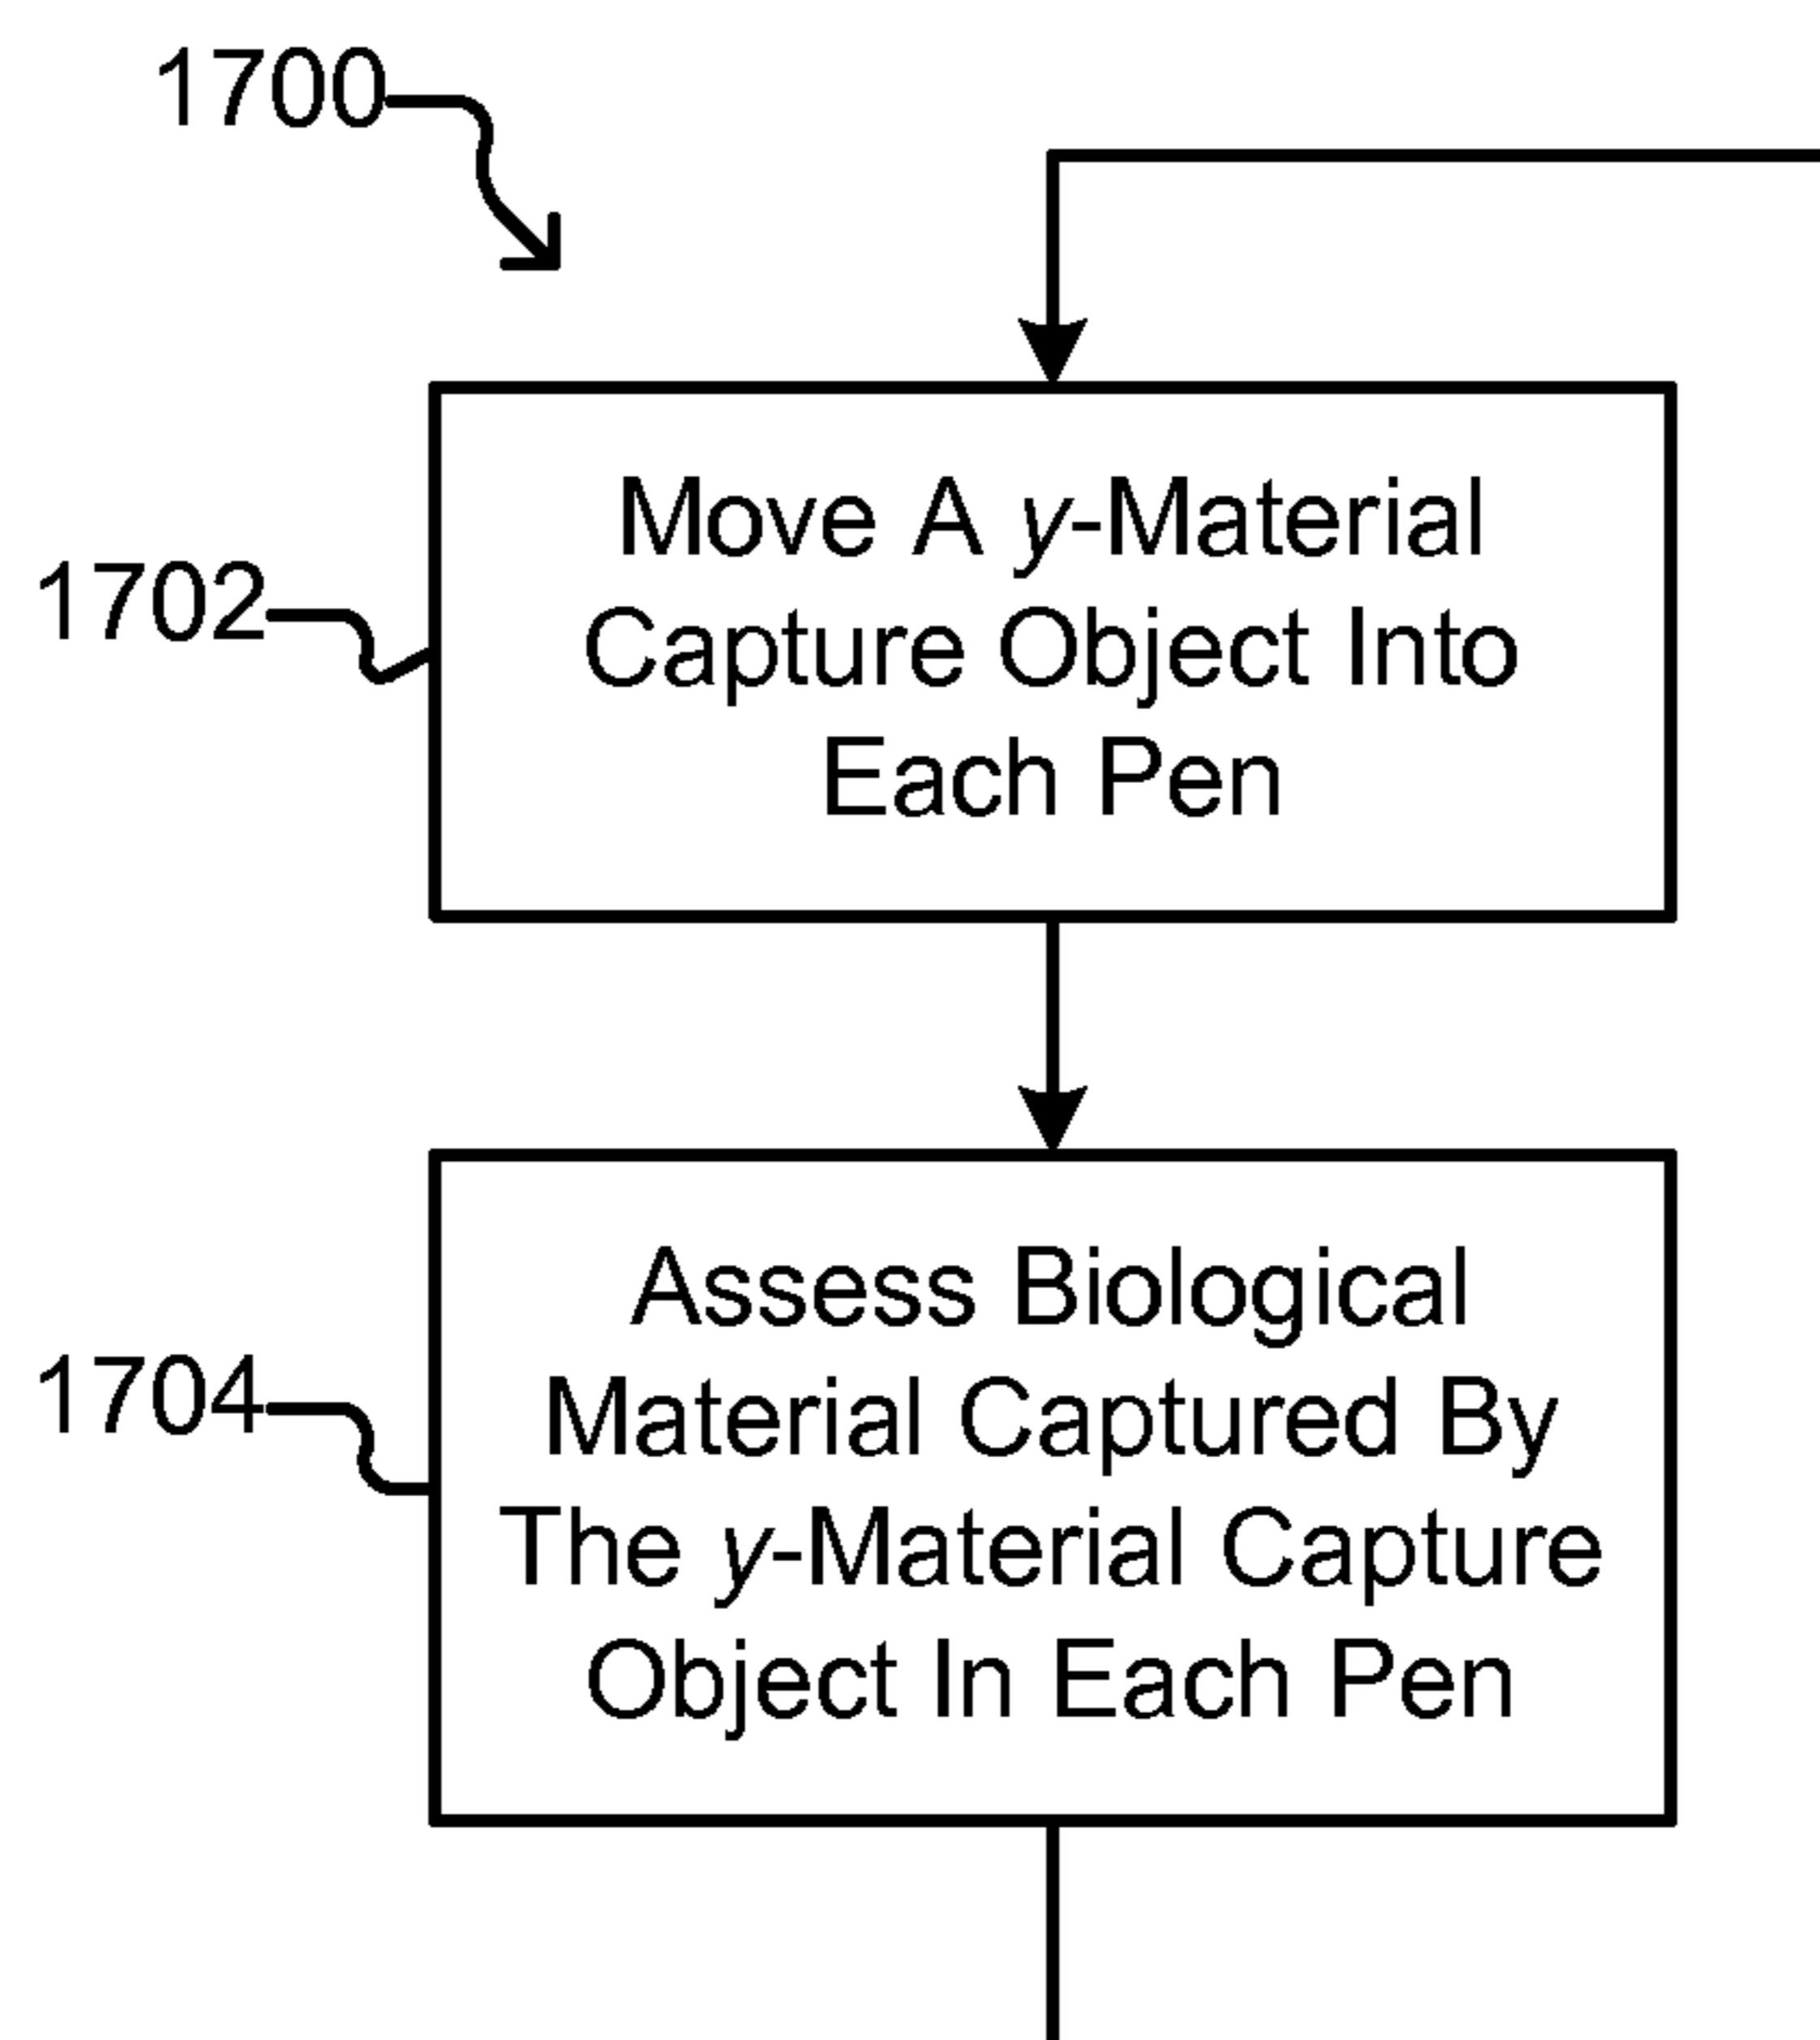 1700
Move A y-Material
Capture Object Into
Each Pen
1702
Assess Biological
Material Captured By
The y-Material Capture
Object In Each Pen
1704